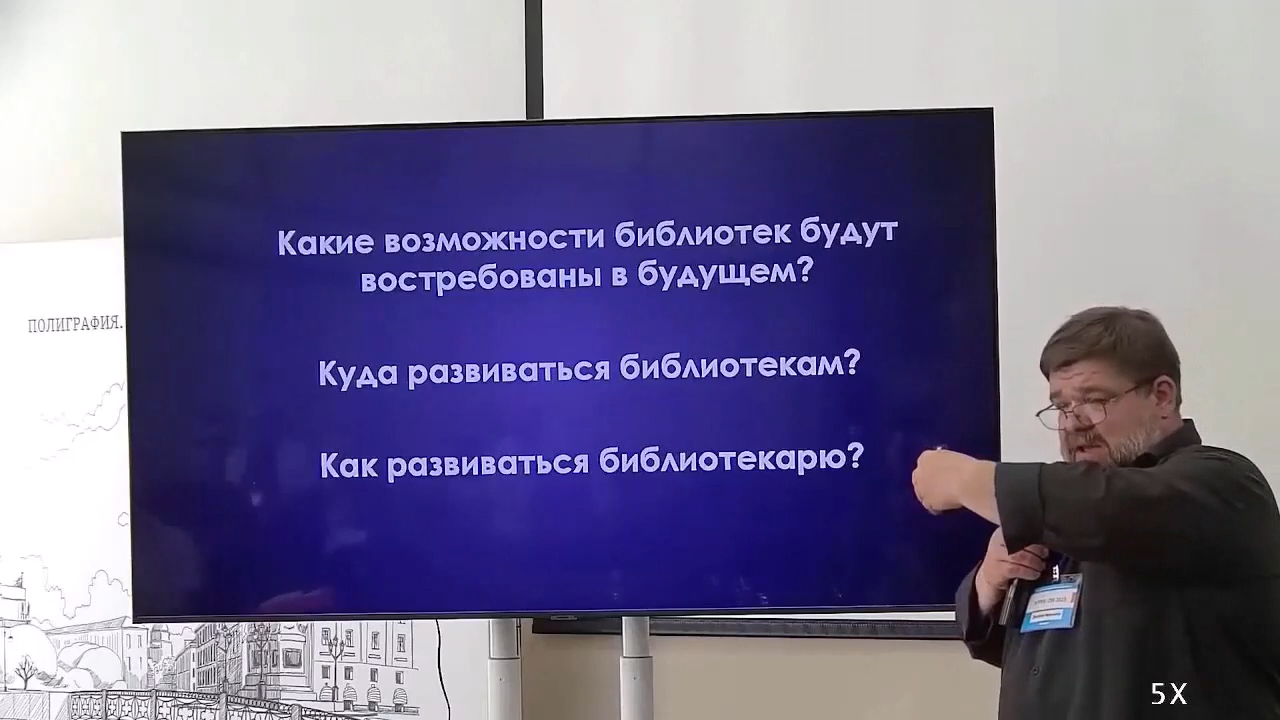 Какие возможности библиотек будут
востребованы в будущем?
Куда развиваться библиотекам?
Как развиваться библиотекарю?
ПОЛИГРАФИЯ.
5X